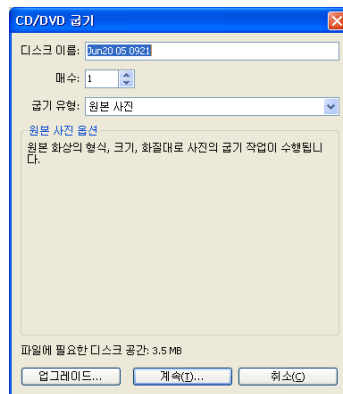 CD/DVD 굽기
디스크 이름: Jun20 05 0921
매수: 1
굽기 유형: 원본 사진
원본 사진 옵션
원본 화상의 형식, 크기, 화질대로 사진의 굽기 작업이 수행됩니
다.
파일에 필요한 디스크 공간: 3.5 MB
업그레이드... 계속(T)... 취소(C)